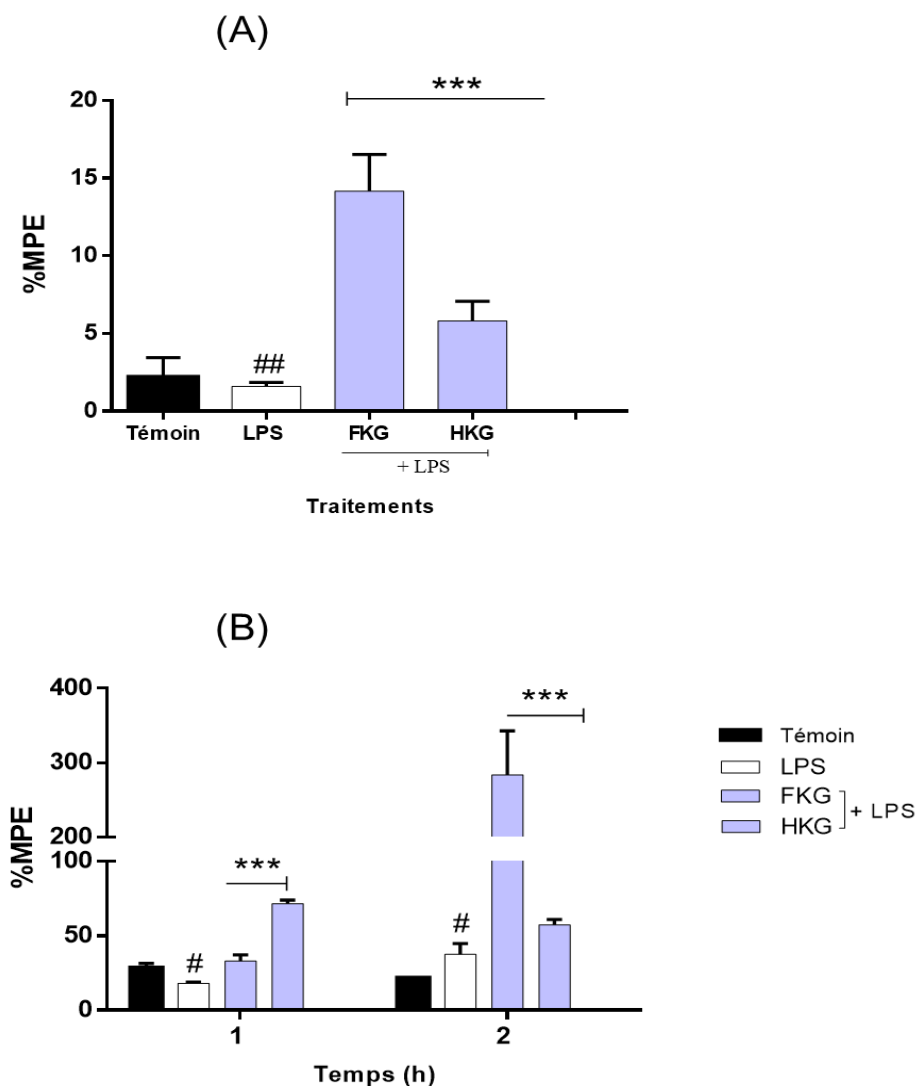 (A)
***
20
15
10
5
0
%MPE
##
Témoin LPS FKG HKG
+ LPS
Traitements
(B)
400
300
200
100
50
0
%MPE
***
#
***
#
1 2
Temps (h)
Témoin
LPS
FKG
HKG
+ LPS